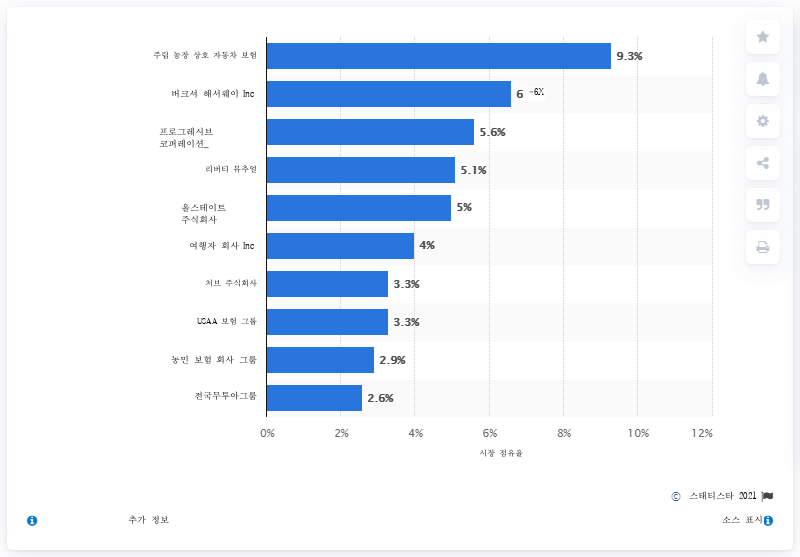 주립 농장 상호 자동차 보험
9.3%
버크셔 해서웨이 Inc
6 -6X
프로그레시브
코퍼레이션_
5.6%
리버티 뮤추얼
5.1%
올스테이트
주식회사
5%
여행자 회사 Inc
4%
처브 주식회사
3.3%
USAA 보험 그룹
3.3%
농민 보험 회사 그룹
2.9%
전국무투아그룹
2.6%
0% 2% 4% 6% 8% 10% 12%
시장 점유율
© 스태티스타 2021
추가 정보
소스 표시